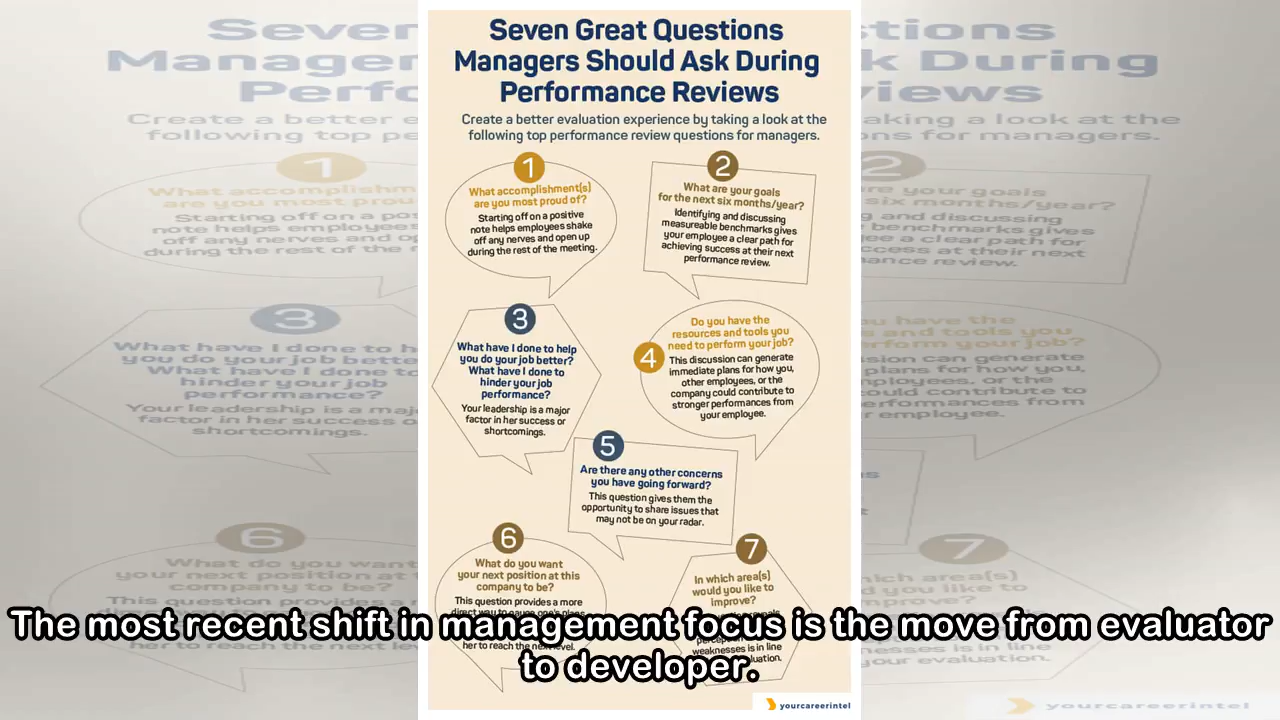 Seven Great Questions
Managers Should Ask During
Performance Reviews
Create a better evaluation experience by taking a look at the
following top performance review questions for managers.
1
What accomplishment(s)
are you most proud of?
Starting off on a positive
note helps employees shake
off any nerves and open up
during the rest of the meeting.
2
What are your goals
for the next six months/year?
Identifying and discussing
measureable benchmarks gives
your employee a clear path for
achieving success at their next
performance review.
3
What have I done to help
you do your job better?
What have I done to
hinder your job
performance?
Your leadership is a major
factor in her success or
shortcomings.
4
Do you have the
resources and tools you
need to perform your job?
This discussion can generate
immediate plans for how you,
other employees, or the
company could contribute to
stronger performances from
your employee.
5
Are there any other concerns
you have going forward?
This question gives them the
opportunity to share issues that
may not be on your radar.
6
What do you want
your next position at this
company to be?
This question provides a more
her to reach the next level.
7
In which area(s)
would you like to
improve?
weaknesses is in line
The most recent shift in management focus is the move from evaluator
to developer.
yourcareerintel